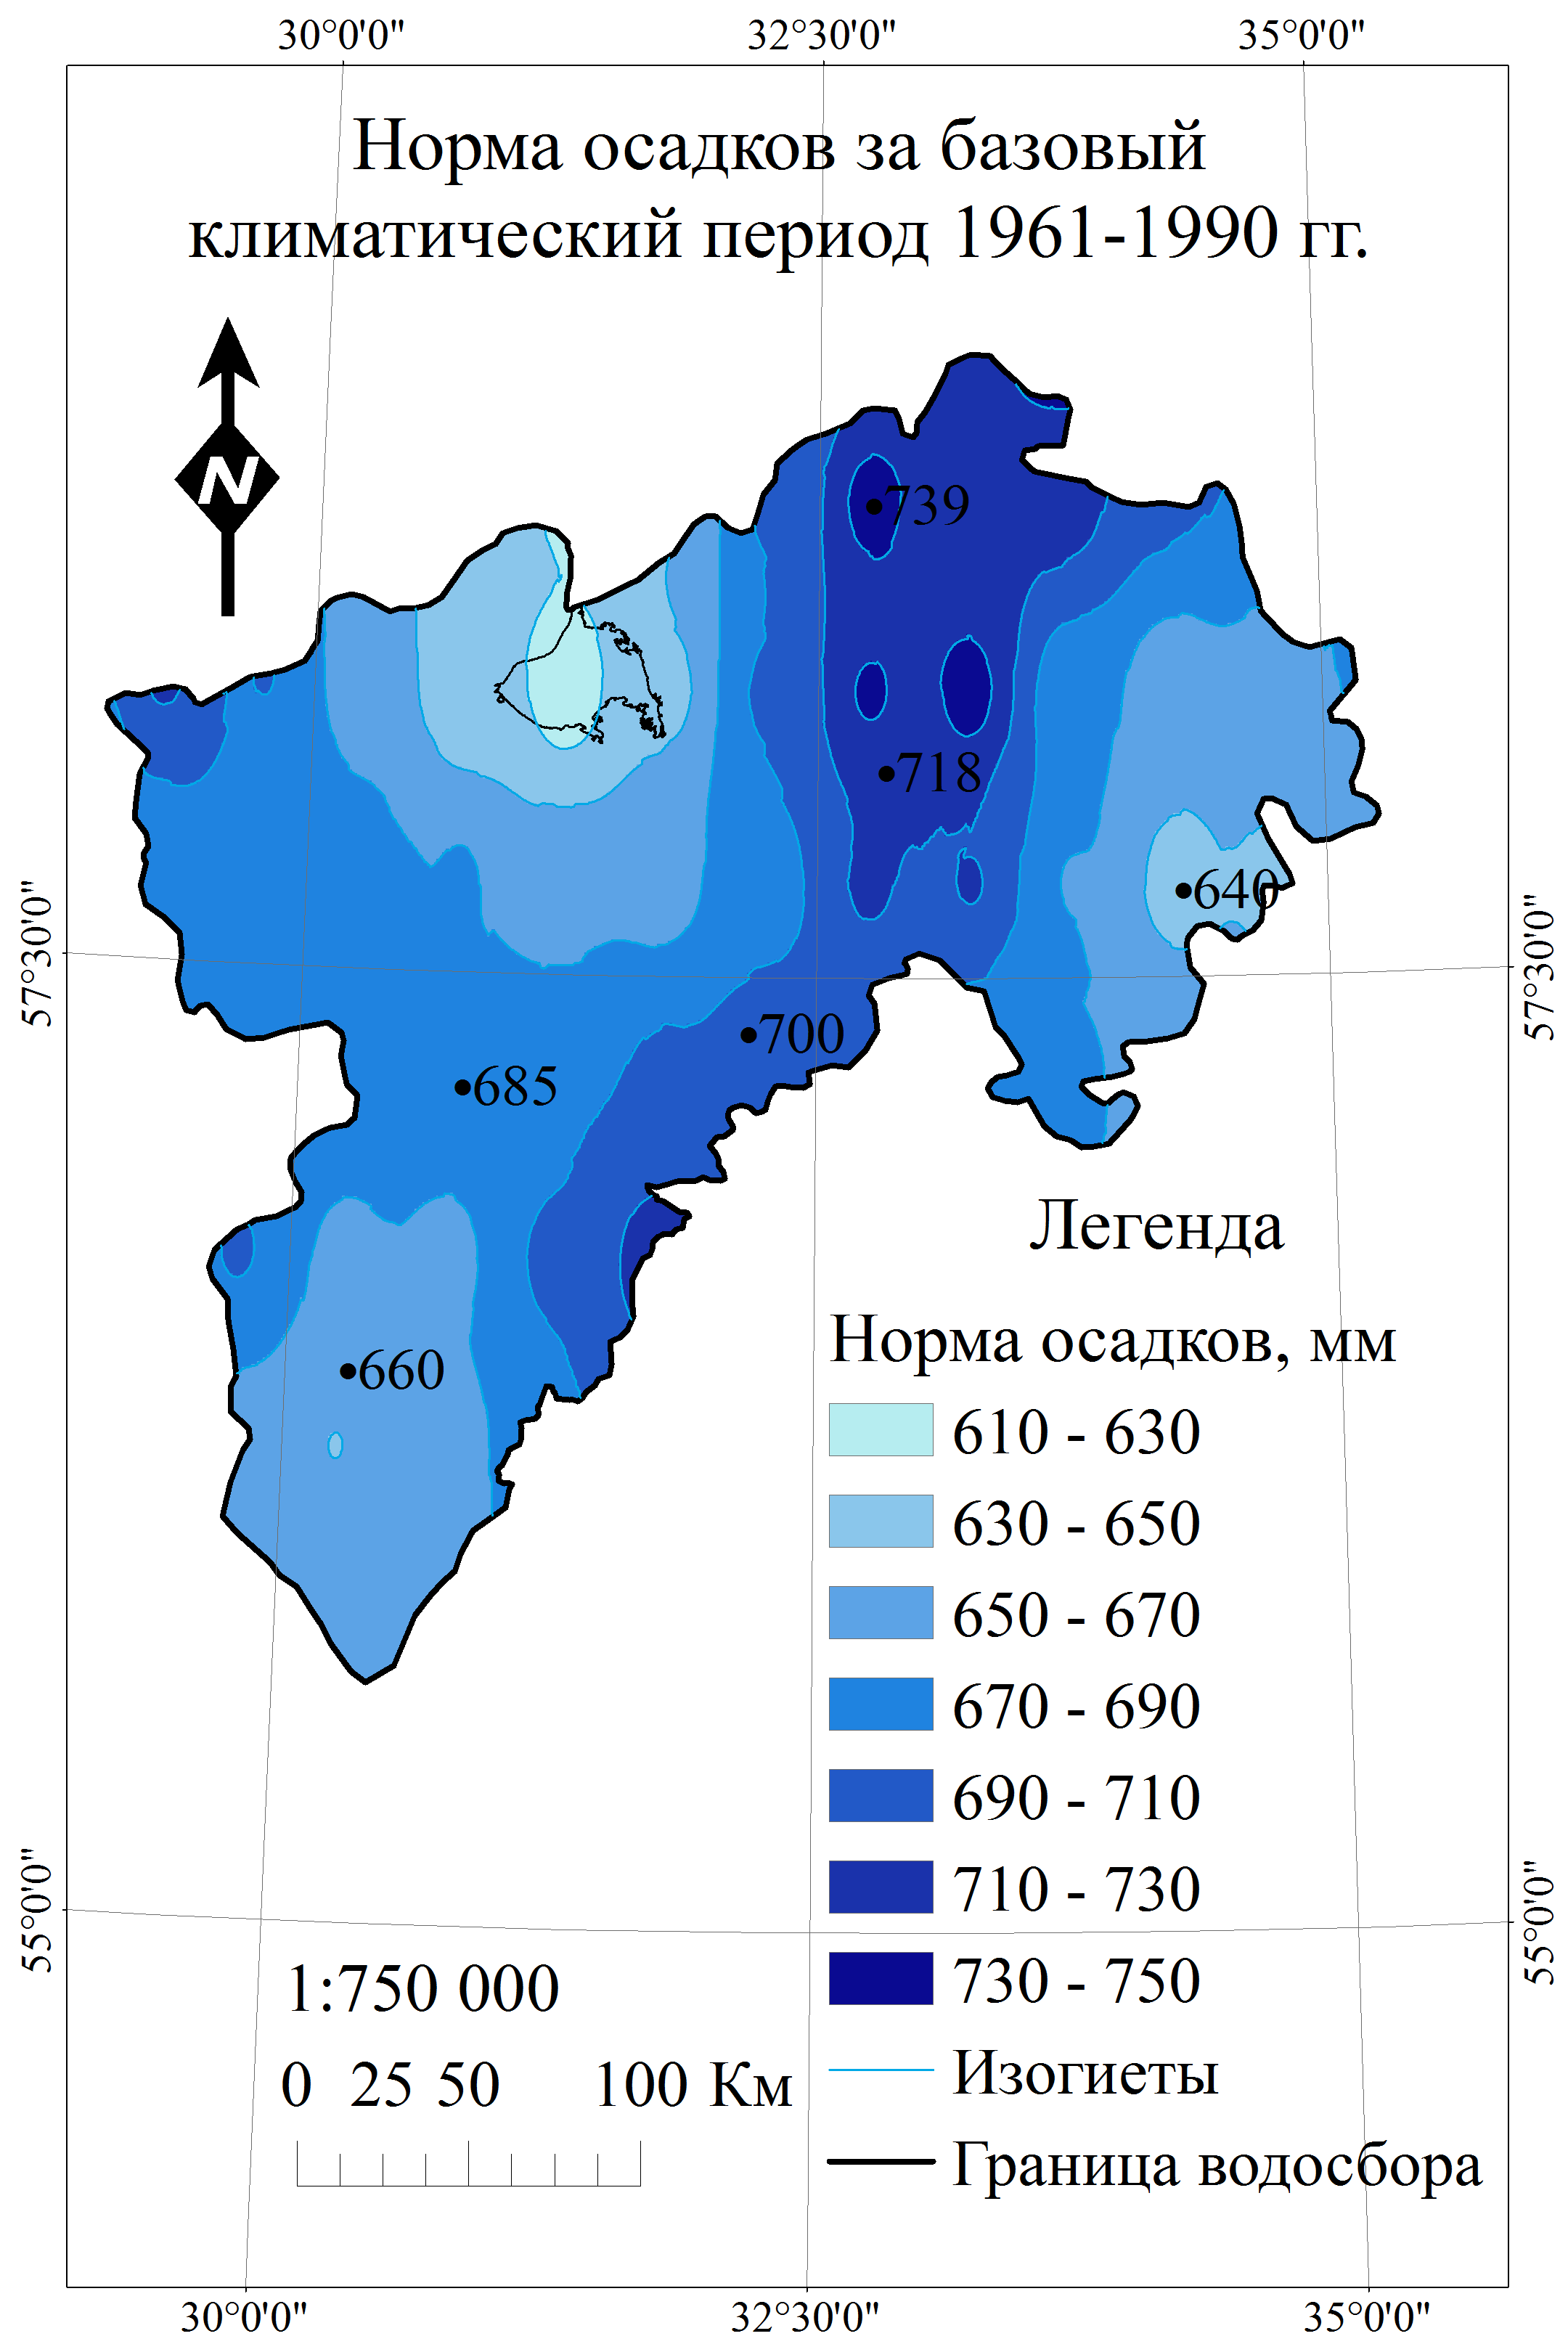 30°0'0" 32°30'0" 35°0'0"
Норма осадков за базовый
климатический период 1961-1990 гг.
N
739
718
640
57°30'0" 57°30'0"
700
685
660
Легенда
Норма осадков, мм
610 - 630
630 - 650
650 - 670
670 - 690
690 - 710
710 - 730
730 - 750
Изогиеты
Граница водосбора
55°0'0" 55°0'0"
1:750 000
0 25 50 100 Км
30°0'0" 32°30'0" 35°0'0"